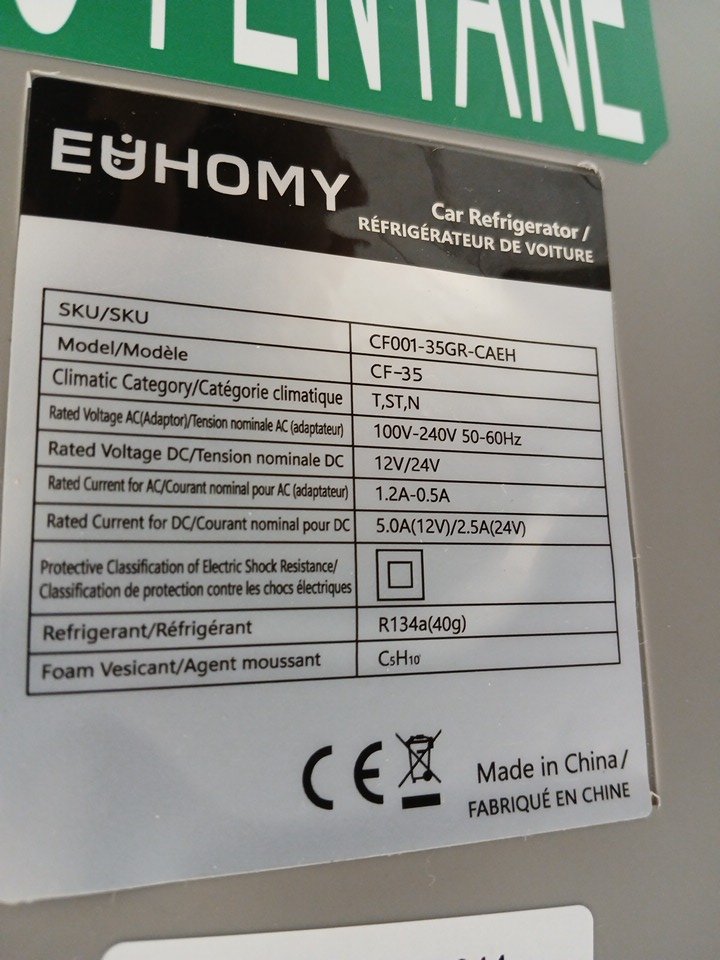 PENTANE
EUHOMY
Car Refrigerator /
RÉFRIGÉRATEUR DE VOITURE
SKU/SKU CF001-35GR-CAEH
Model/Modèle CF-35
Climatic Category/Catégorie climatique T,ST,N
Rated Voltage AC(Adaptor)/Tension nominale AC (adaptateur) 100V-240V 50-60Hz
Rated Voltage DC/Tension nominale DC 12V/24V
Rated Current for AC/Courant nominal pour AC (adaptateur) 1.2A-0.5A
Rated Current for DC/Courant nominal pour DC 5.0A(12V)/2.5A(24V)
Protective Classification of Electric Shock Resistance/
Classification de protection contre les chocs électriques
Refrigerant/Réfrigérant R134a(40g)
Foam Vesicant/Agent moussant C₅H₁₀
CE
Made in China/
FABRIQUÉ EN CHINE